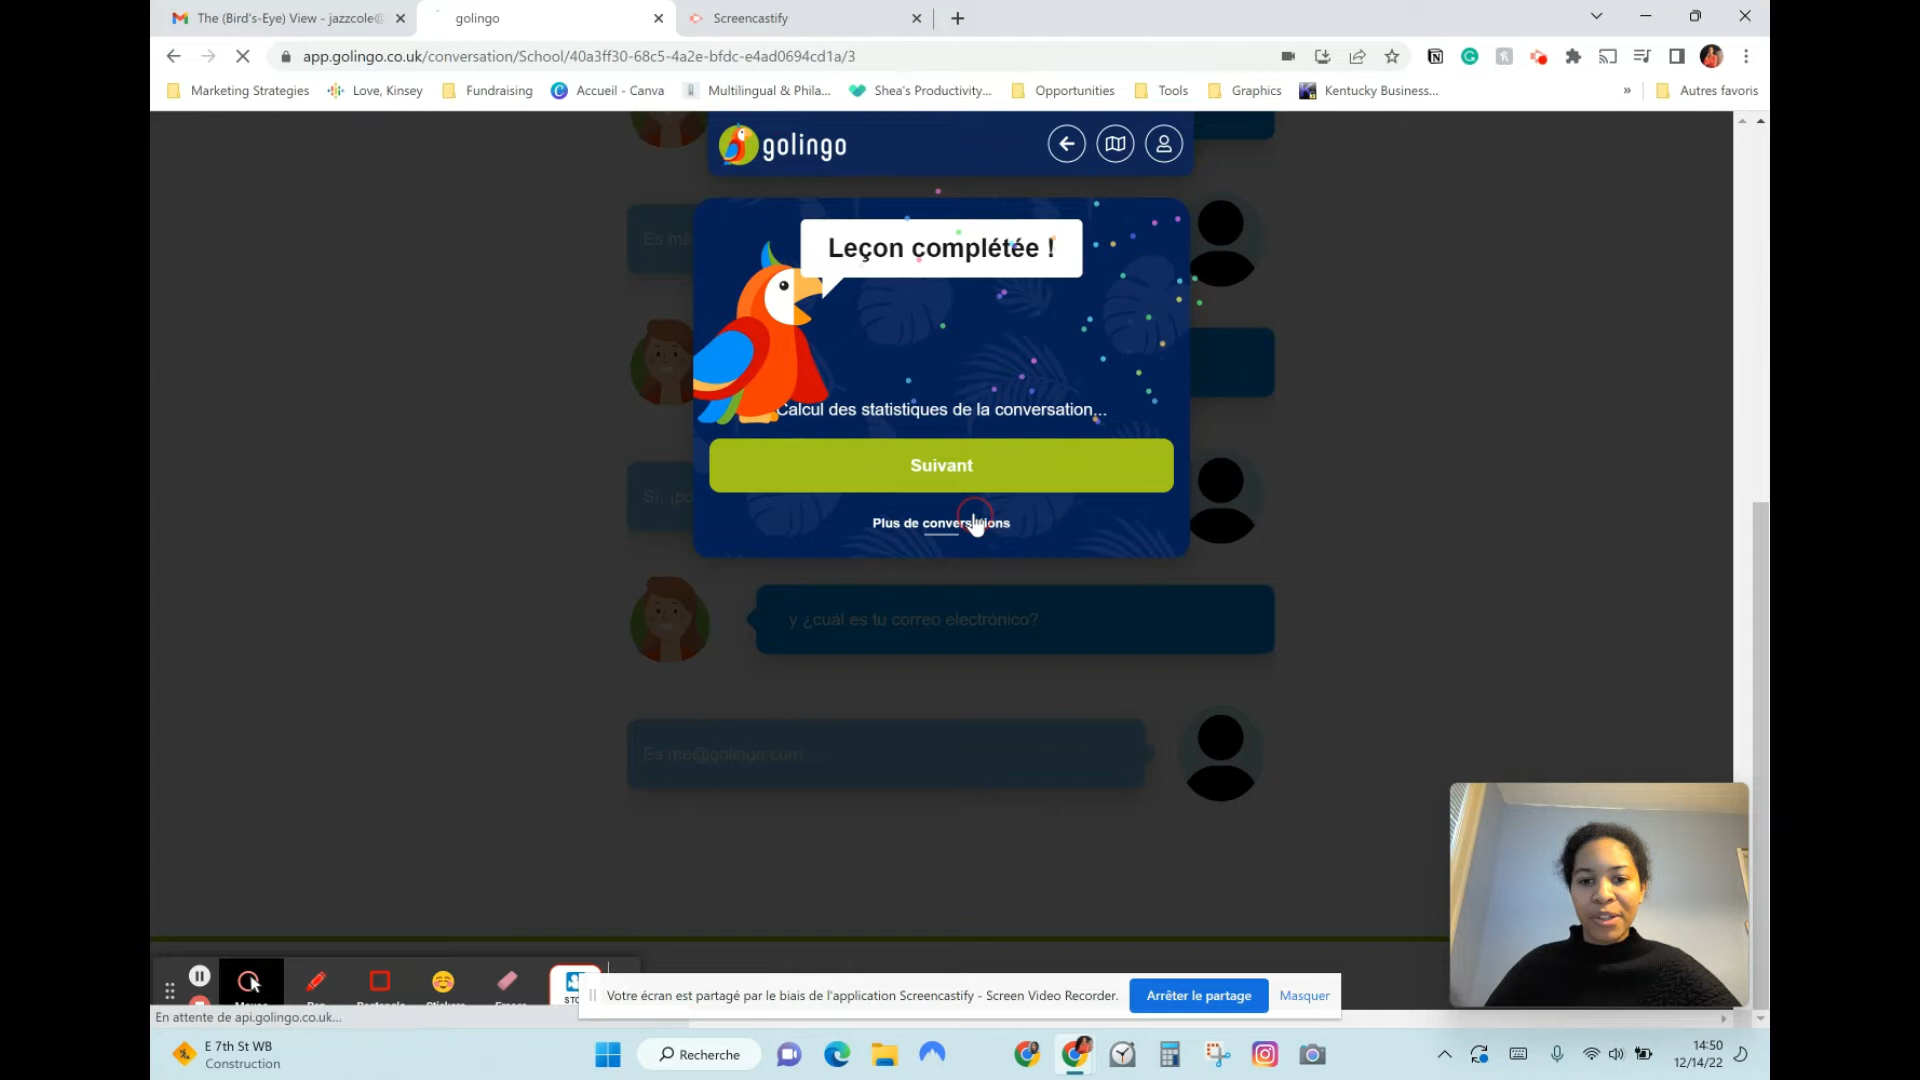 The (Bird's-Eye) View - jazzcole@
golingo
Screencastify
app.golingo.co.uk/conversation/School/40a3ff30-68c5-4a2e-bfdc-e4ad0694cd1a/3
Marketing Strategies
Love, Kinsey
Fundraising
Accueil - Canva
Multilingual & Phila...
Shea's Productivity...
Opportunities
Tools
Graphics
Kentucky Business...
»
Autres favoris
golingo
Es má
Leçon complétée !
Calcul des statistiques de la conversation...
Suivant
Sí, ¡po
Plus de conversations
y ¿cuál es tu correo electrónico?
Es me@golingo.com
Votre écran est partagé par le biais de l'application Screencastify - Screen Video Recorder.
Arrêter le partage
Masquer
En attente de api.golingo.co.uk...
E 7th St WB
Construction
Recherche
14:50
12/14/22